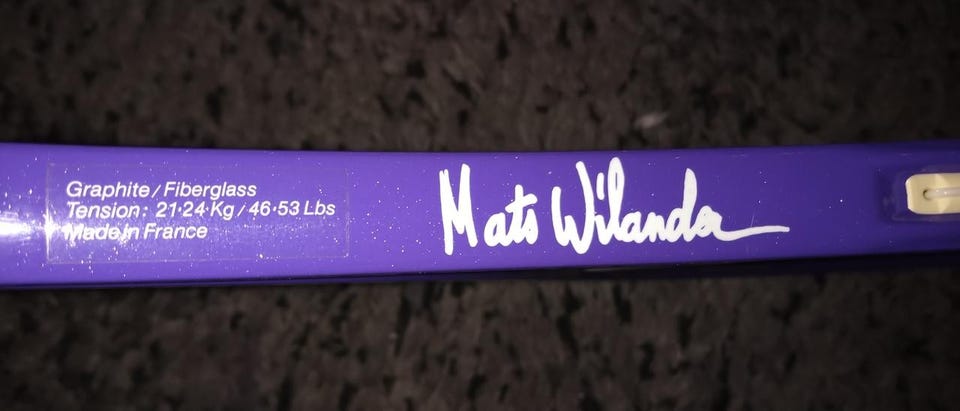 Graphite/Fiberglass
Tension: 21·24·Kg/46·53 Lbs
Made In France
Mats Wilander